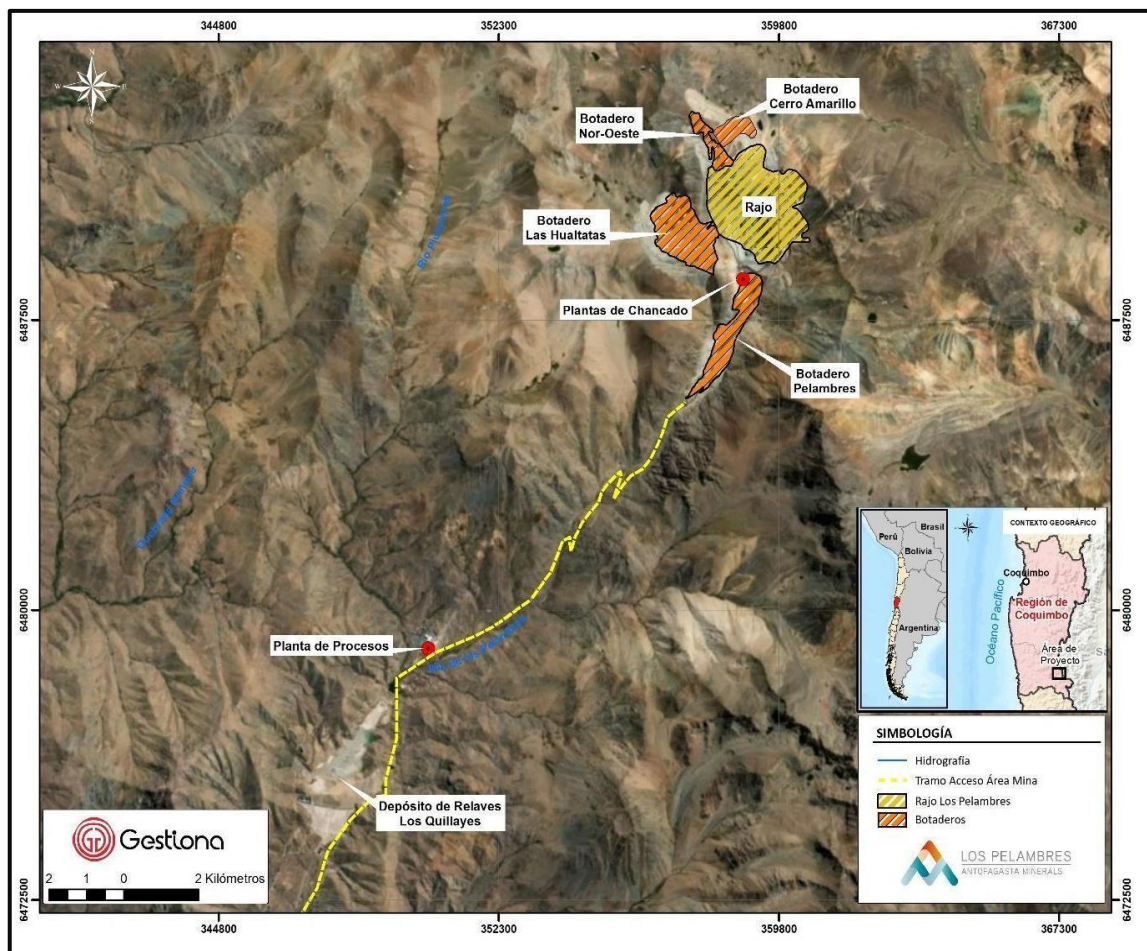 344800
352300
359800
367300
N
W
E
S
Botadero
Cerro Amarillo
Botadero
Nor-Oeste
Rajo
Botadero
Las Hualtatas
Plantas de Chancado
6487500
6487500
Botadero
Pelambres
Perú
Brasil
Bolivia
Argentina
CONTEXTO GEOGRÁFICO
Coquimbo
Océano Pacífico
Región de
Coquimbo
Área de
Proyecto
6480000
6480000
Planta de Procesos
Depósito de Relaves
Los Quillayes
SIMBOLOGÍA
Hidrografía
Tramo Acceso Área Mina
Rajo Los Pelambres
Botaderos
LOS PELAMBRES
ANTOFAGASTA MINERALS
Gestiona
2 1 0 2 Kilómetros
6472500
6472500
344800
352300
359800
367300